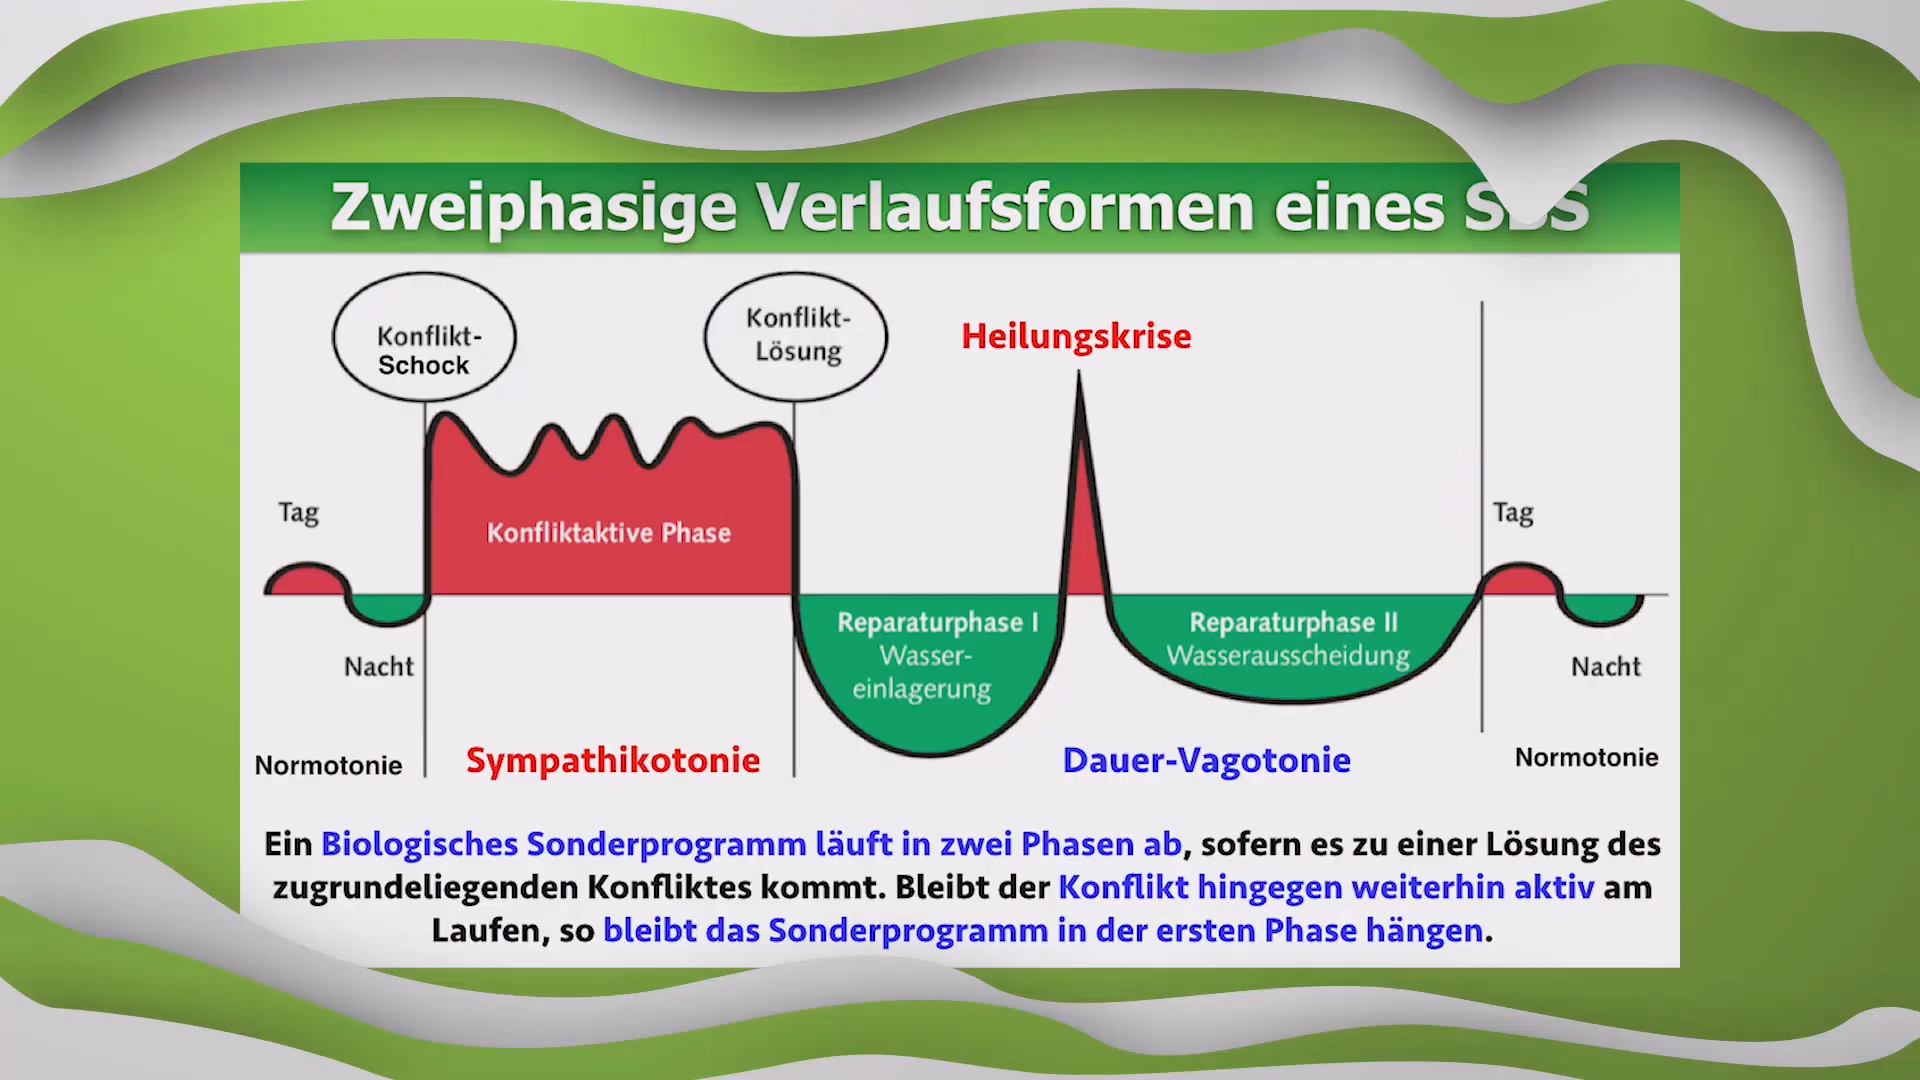 Zweiphasige Verlaufsformen eines SBS
Konflikt-
Schock
Konflikt-
Lösung
Heilungskrise
Tag
Konfliktaktive Phase
Tag
Reparaturphase I
Wasser-
einlagerung
Reparaturphase II
Wasserausscheidung
Nacht
Nacht
Normotonie
Sympathikotonie
Dauer-Vagotonie
Normotonie
Ein Biologisches Sonderprogramm läuft in zwei Phasen ab, sofern es zu einer Lösung des
zugrundeliegenden Konfliktes kommt. Bleibt der Konflikt hingegen weiterhin aktiv am
Laufen, so bleibt das Sonderprogramm in der ersten Phase hängen.